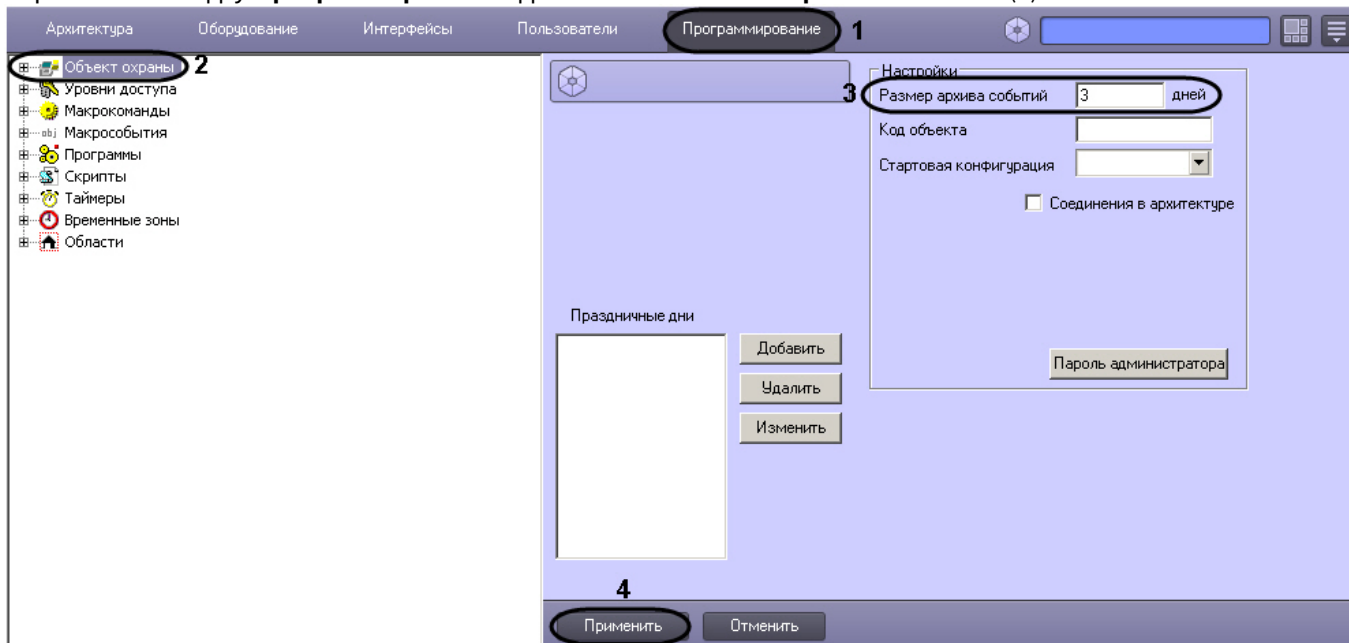 Архитектура Оборудование Интерфейсы Пользователи Программирование 1
Объект охраны 2
Уровни доступа
Макрокоманды
obj Макрособытия
Программы
Скрипты
Таймеры
Временные зоны
Области
Настройки
3 Размер архива событий 3 дней
Код объекта
Стартовая конфигурация
Соединения в архитектуре
Пароль администратора
Праздничные дни
Добавить
Удалить
Изменить
4
Применить Отменить